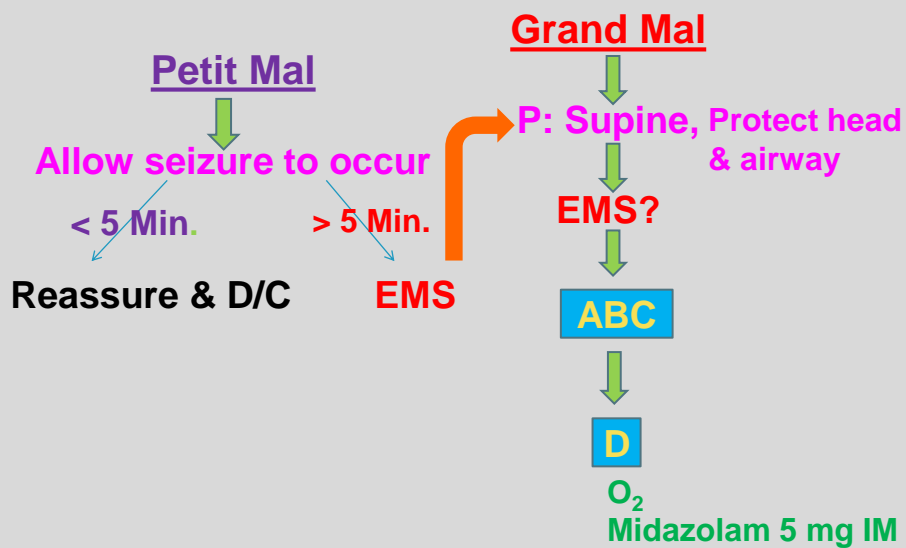 Petit Mal
Allow seizure to occur
< 5 Min.
> 5 Min.
Reassure & D/C
EMS
Grand Mal
P: Supine, Protect head
& airway
EMS?
ABC
D
O₂
Midazolam 5 mg IM